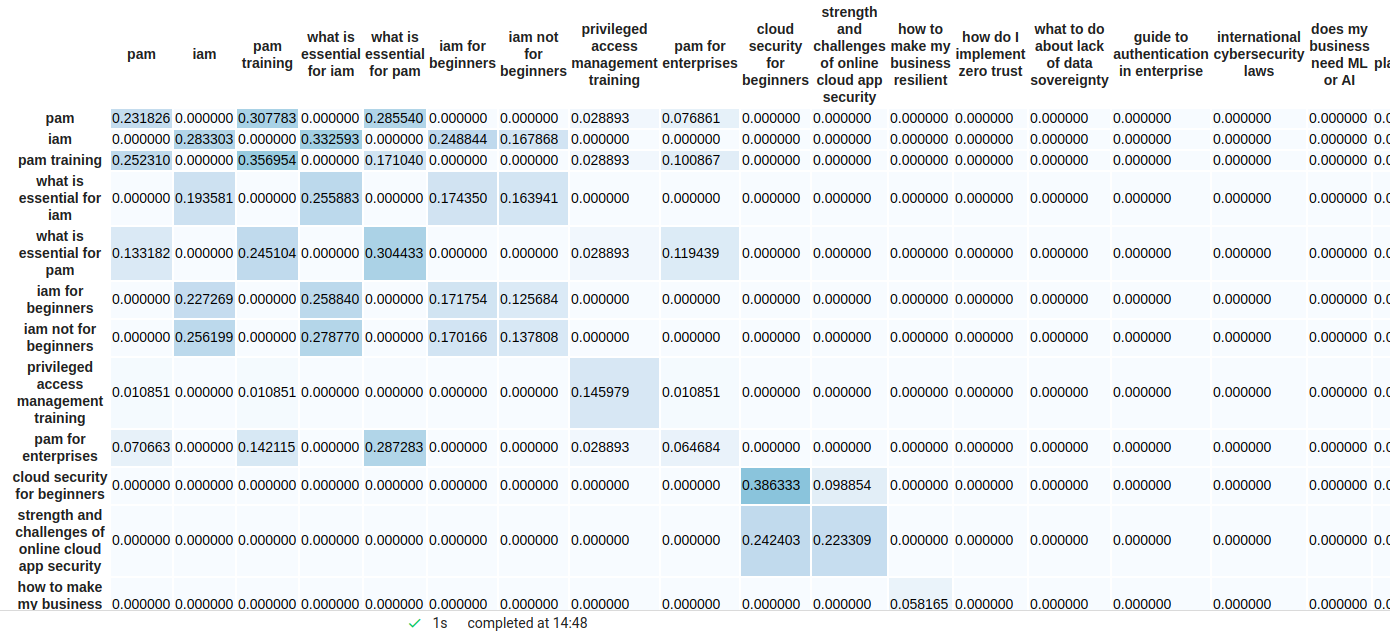 pam iam pam training what is essential for iam what is essential for pam iam for beginners iam not for beginners privileged access management training pam for enterprises cloud security for beginners strength and challenges of online cloud app security how to make my business resilient how do I implement zero trust what to do about lack of data sovereignty guide to authentication in enterprise international cybersecurity laws does my business need ML or AI
pam 0.231826 0.000000 0.307783 0.000000 0.285540 0.000000 0.000000 0.028893 0.076861 0.000000 0.000000 0.000000 0.000000 0.000000 0.000000 0.000000 0.000000 0.0
iam 0.000000 0.283303 0.000000 0.332593 0.000000 0.248844 0.167868 0.000000 0.000000 0.000000 0.000000 0.000000 0.000000 0.000000 0.000000 0.000000 0.000000 0.0
pam training 0.252310 0.000000 0.356954 0.000000 0.171040 0.000000 0.000000 0.028893 0.100867 0.000000 0.000000 0.000000 0.000000 0.000000 0.000000 0.000000 0.000000 0.0
what is essential for iam 0.000000 0.193581 0.000000 0.255883 0.000000 0.174350 0.163941 0.000000 0.000000 0.000000 0.000000 0.000000 0.000000 0.000000 0.000000 0.000000 0.000000 0.0
what is essential for pam 0.133182 0.000000 0.245104 0.000000 0.304433 0.000000 0.000000 0.028893 0.119439 0.000000 0.000000 0.000000 0.000000 0.000000 0.000000 0.000000 0.000000 0.0
iam for beginners 0.000000 0.227269 0.000000 0.258840 0.000000 0.171754 0.125684 0.000000 0.000000 0.000000 0.000000 0.000000 0.000000 0.000000 0.000000 0.000000 0.000000 0.0
iam not for beginners 0.000000 0.256199 0.000000 0.278770 0.000000 0.170166 0.137808 0.000000 0.000000 0.000000 0.000000 0.000000 0.000000 0.000000 0.000000 0.000000 0.000000 0.0
privileged access management training 0.010851 0.000000 0.010851 0.000000 0.000000 0.000000 0.000000 0.145979 0.010851 0.000000 0.000000 0.000000 0.000000 0.000000 0.000000 0.000000 0.000000 0.0
pam for enterprises 0.070663 0.000000 0.142115 0.000000 0.287283 0.000000 0.000000 0.028893 0.064684 0.000000 0.000000 0.000000 0.000000 0.000000 0.000000 0.000000 0.000000 0.0
cloud security for beginners 0.000000 0.000000 0.000000 0.000000 0.000000 0.000000 0.000000 0.000000 0.000000 0.386333 0.098854 0.000000 0.000000 0.000000 0.000000 0.000000 0.000000 0.0
strength and challenges of online cloud app security 0.000000 0.000000 0.000000 0.000000 0.000000 0.000000 0.000000 0.000000 0.000000 0.242403 0.223309 0.000000 0.000000 0.000000 0.000000 0.000000 0.000000 0.0
how to make my business 0.000000 0.000000 0.000000 0.000000 0.000000 0.000000 0.000000 0.000000 0.000000 0.000000 0.000000 0.058165 0.000000 0.000000 0.000000 0.000000 0.000000 0.0
1s completed at 14:48